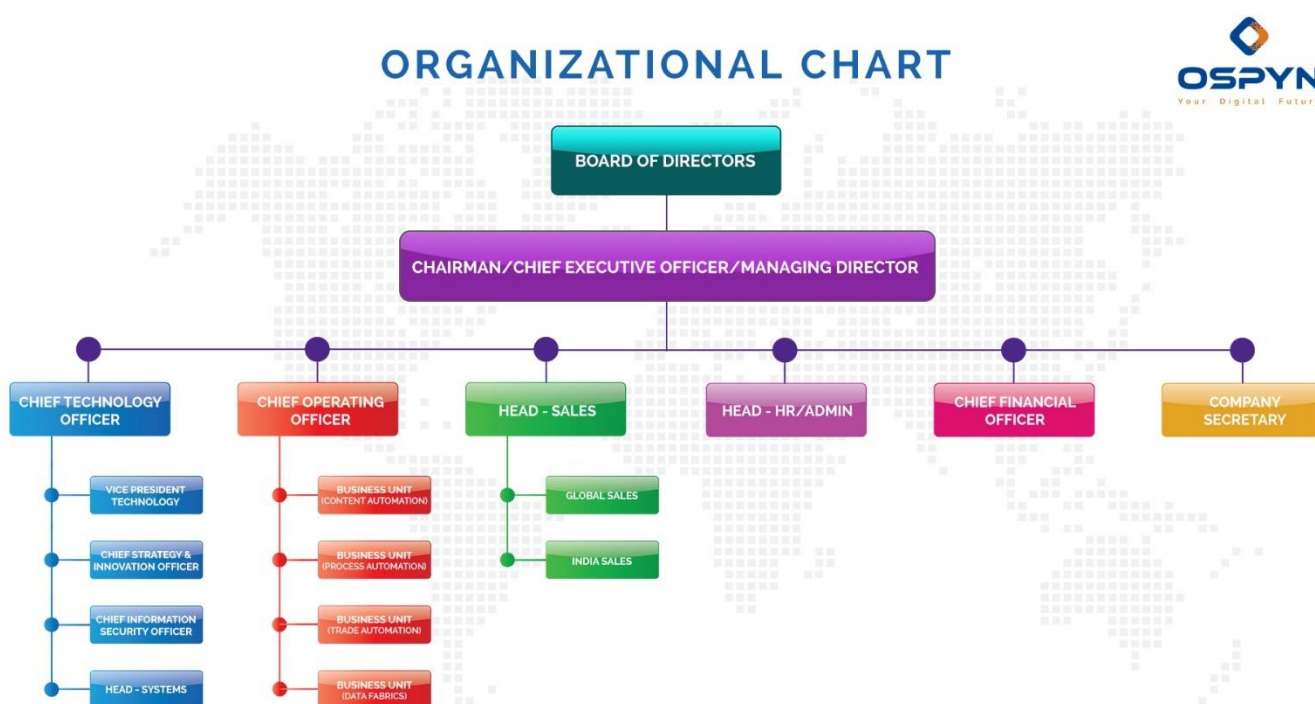 ORGANIZATIONAL CHART
OSPYN
Your Digital Futur
BOARD OF DIRECTORS
CHAIRMAN/CHIEF EXECUTIVE OFFICER/MANAGING DIRECTOR
CHIEF TECHNOLOGY
OFFICER
CHIEF OPERATING
OFFICER
HEAD - SALES
HEAD - HR/ADMIN
CHIEF FINANCIAL
OFFICER
COMPANY
SECRETARY
VICE PRESIDENT
TECHNOLOGY
CHIEF STRATEGY &
INNOVATION OFFICER
CHIEF INFORMATION
SECURITY OFFICER
HEAD - SYSTEMS
BUSINESS UNIT
(CONTENT AUTOMATION)
BUSINESS UNIT
(PROCESS AUTOMATION)
BUSINESS UNIT
(TRADE AUTOMATION)
BUSINESS UNIT
(DATA FABRICS)
GLOBAL SALES
INDIA SALES